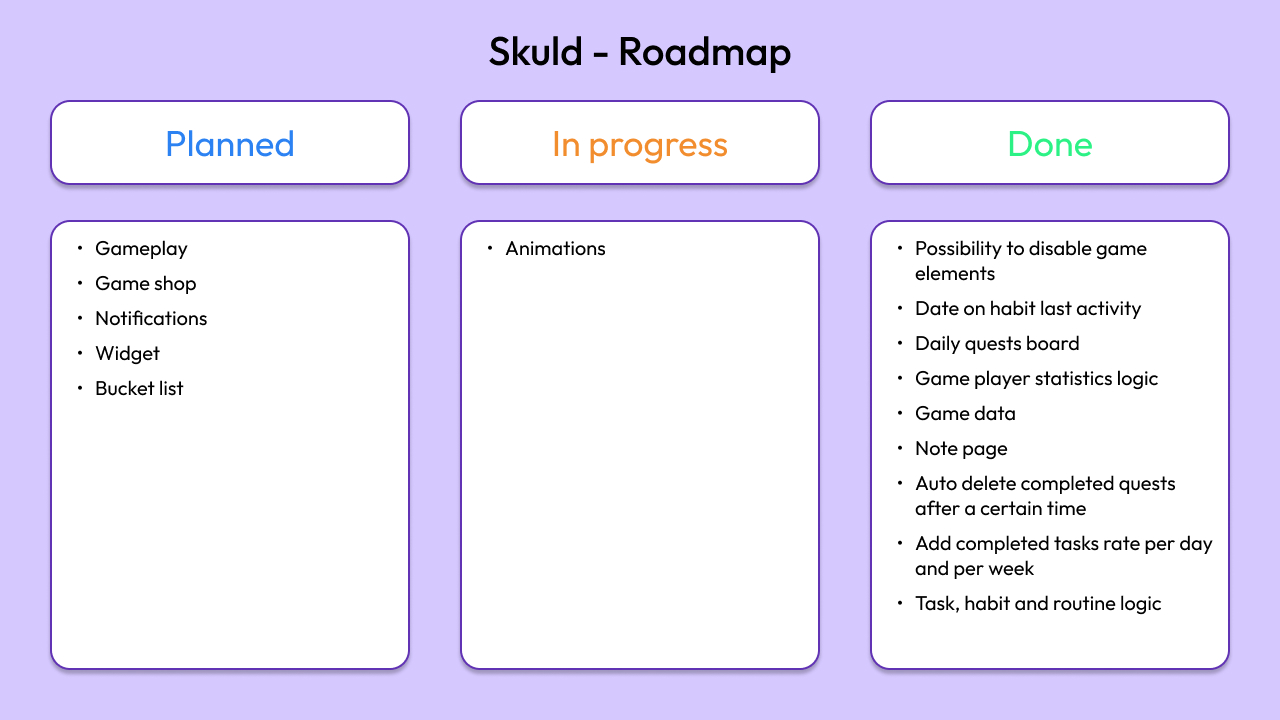 Skuld - Roadmap
Planned
• Gameplay
• Game shop
• Notifications
• Widget
• Bucket list
In progress
• Animations
Done
• Possibility to disable game
elements
• Date on habit last activity
• Daily quests board
• Game player statistics logic
• Game data
• Note page
• Auto delete completed quests
after a certain time
• Add completed tasks rate per day
and per week
• Task, habit and routine logic